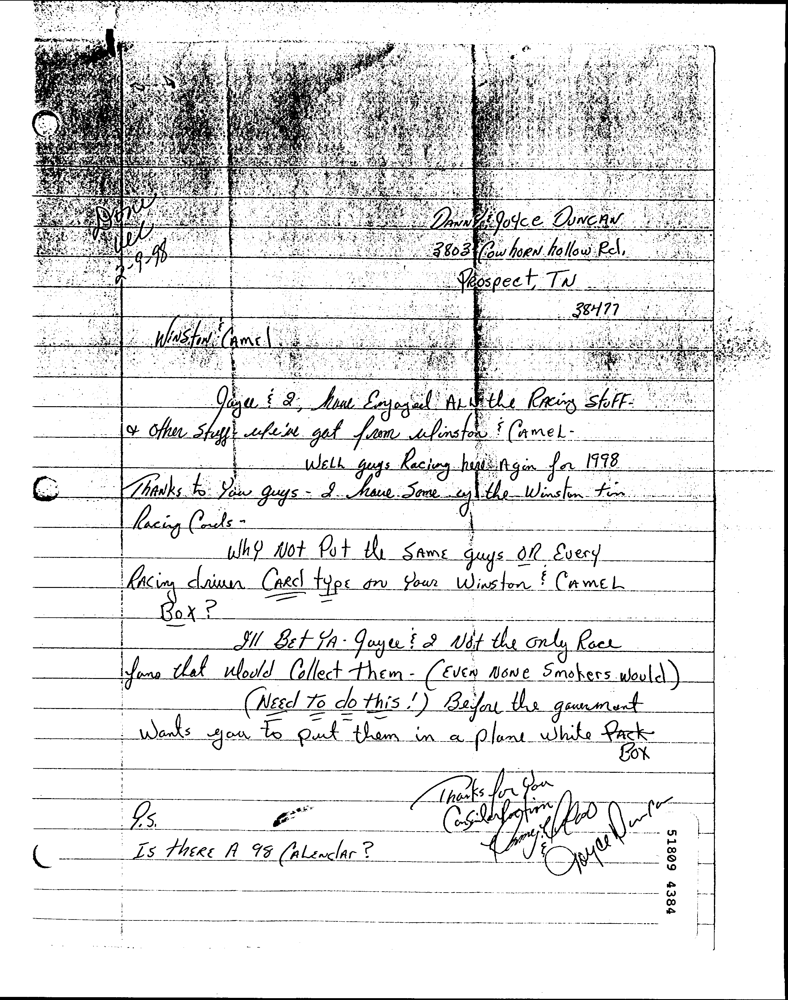 Done
2-9-98
Danny & Joyce Duncan
3803 Cowhorn hollow Rd,
Prospect, TN
38477
Winston & Camel
Joyce & I, have Enjoyed ALL the Racing Stuff-
& other Stuff we've got from Winston & CAMEL-
WELL guys Racing here Agin for 1998
Thanks to You guys - I have Some of the Winston tin
Racing Cards -
Why Not Put the SAME guys OR Every
Racing driver CARd type on Your Winston & CAMEL
Box?
I'll Bet YA - Joyce & I Not the only Race
fans that Would Collect them - (EVEN NONE Smokers Would)
(NEEd To do this!) Before the goverment
Wants you to put them in a plane white Pack
Box
Thanks for You
P.S.
Joyce Duncan
Is there A 98 CALendar?
51809 4384